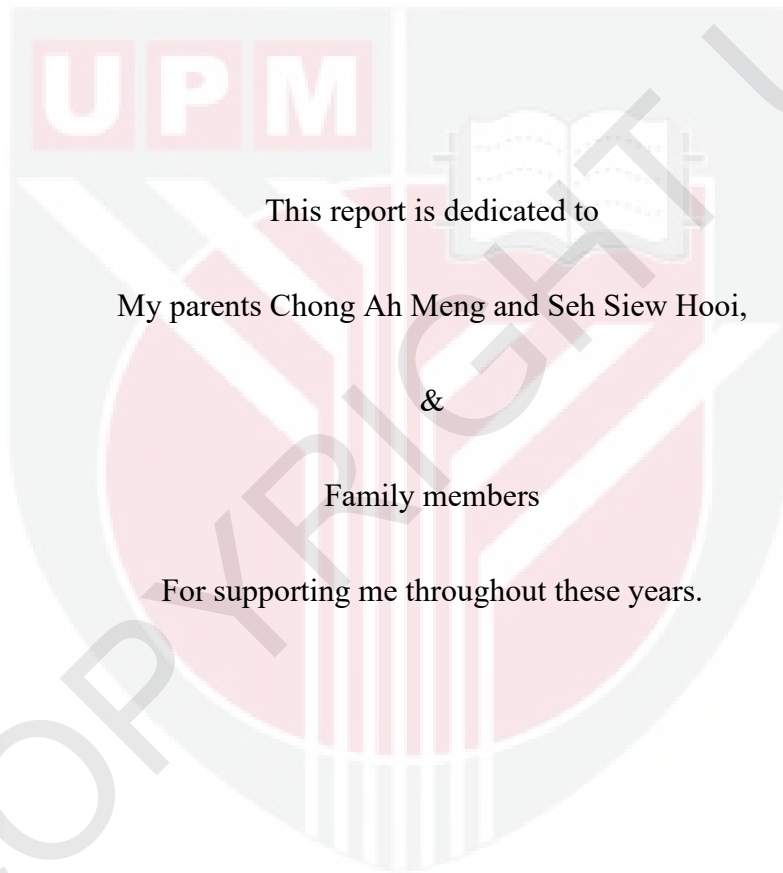 UPM
This report is dedicated to
My parents Chong Ah Meng and Seh Siew Hooi,
&
Family members
For supporting me throughout these years.
COPYRIGHT U